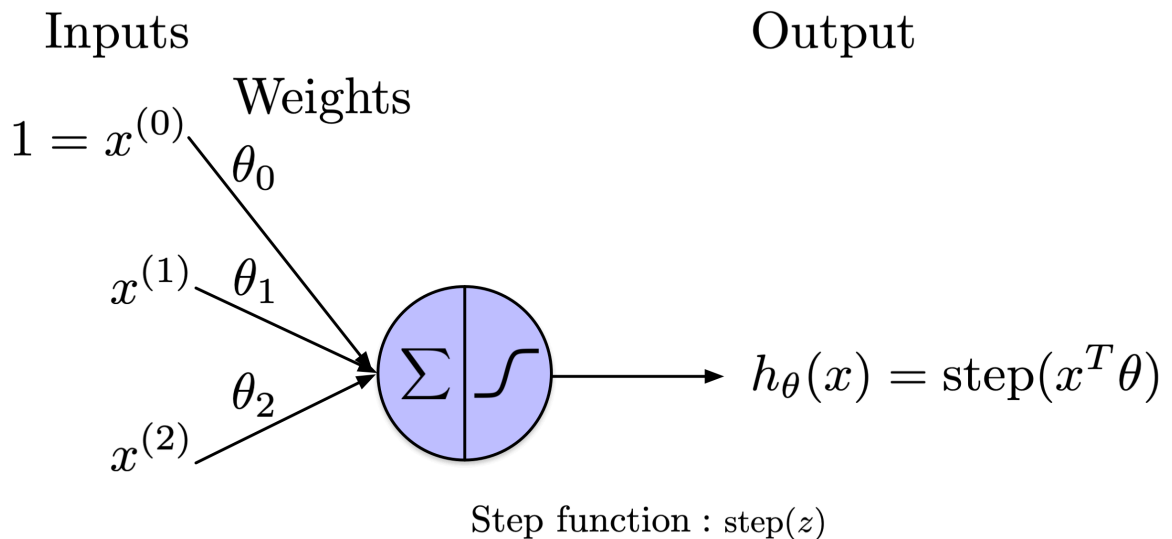 Inputs
Output
Weights
1 = x^(0)
θ_0
x^(1)
θ_1
∑
h_θ(x) = step(x^T θ)
θ_2
x^(2)
Step function : step(z)